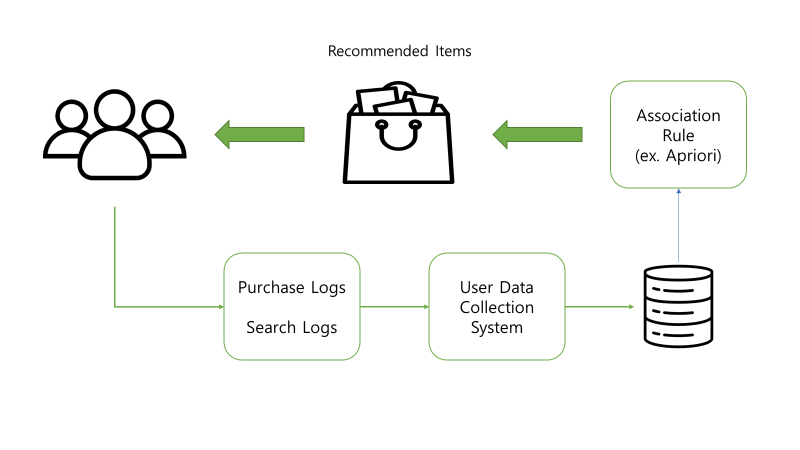 Recommended Items
Association
Rule
(ex. Apriori)
Purchase Logs
Search Logs
User Data
Collection
System